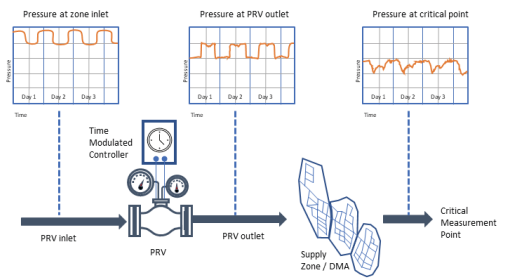 Pressure at zone inlet
Pressure at PRV outlet
Pressure at critical point
Pressure
Day 1
Day 2
Day 3
Time
Pressure
Day 1
Day 2
Day 3
Time
Pressure
Day 1
Day 2
Day 3
Time
Time
Modulated
Controller
PRV inlet
PRV
PRV outlet
Supply
Zone / DMA
Critical
Measurement
Point